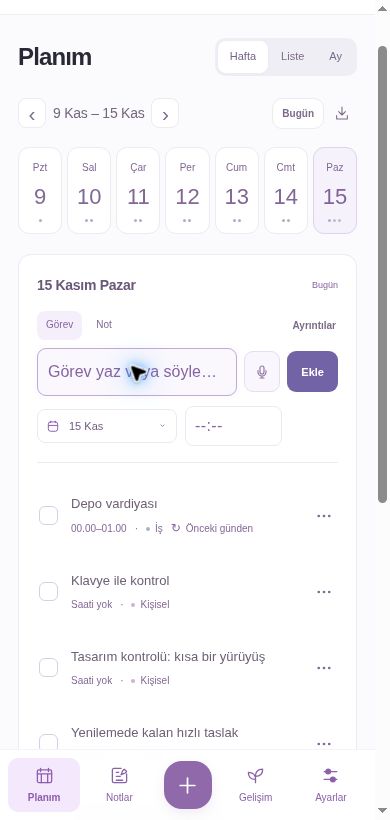 Planım
Hafta Liste Ay
‹ 9 Kas – 15 Kas › Bugün
Pzt Sal Çar Per Cum Cmt Paz
9 10 11 12 13 14 15
15 Kasım Pazar Bugün
Görev Not Ayrıntılar
Görev yaz veya söyle… Ekle
15 Kas --:--
Depo vardiyası
00.00–01.00 · İş ↻ Önceki günden
Klavye ile kontrol
Saati yok · Kişisel
Tasarım kontrolü: kısa bir yürüyüş
Saati yok · Kişisel
Yenilemede kalan hızlı taslak
Planım Notlar Gelişim Ayarlar